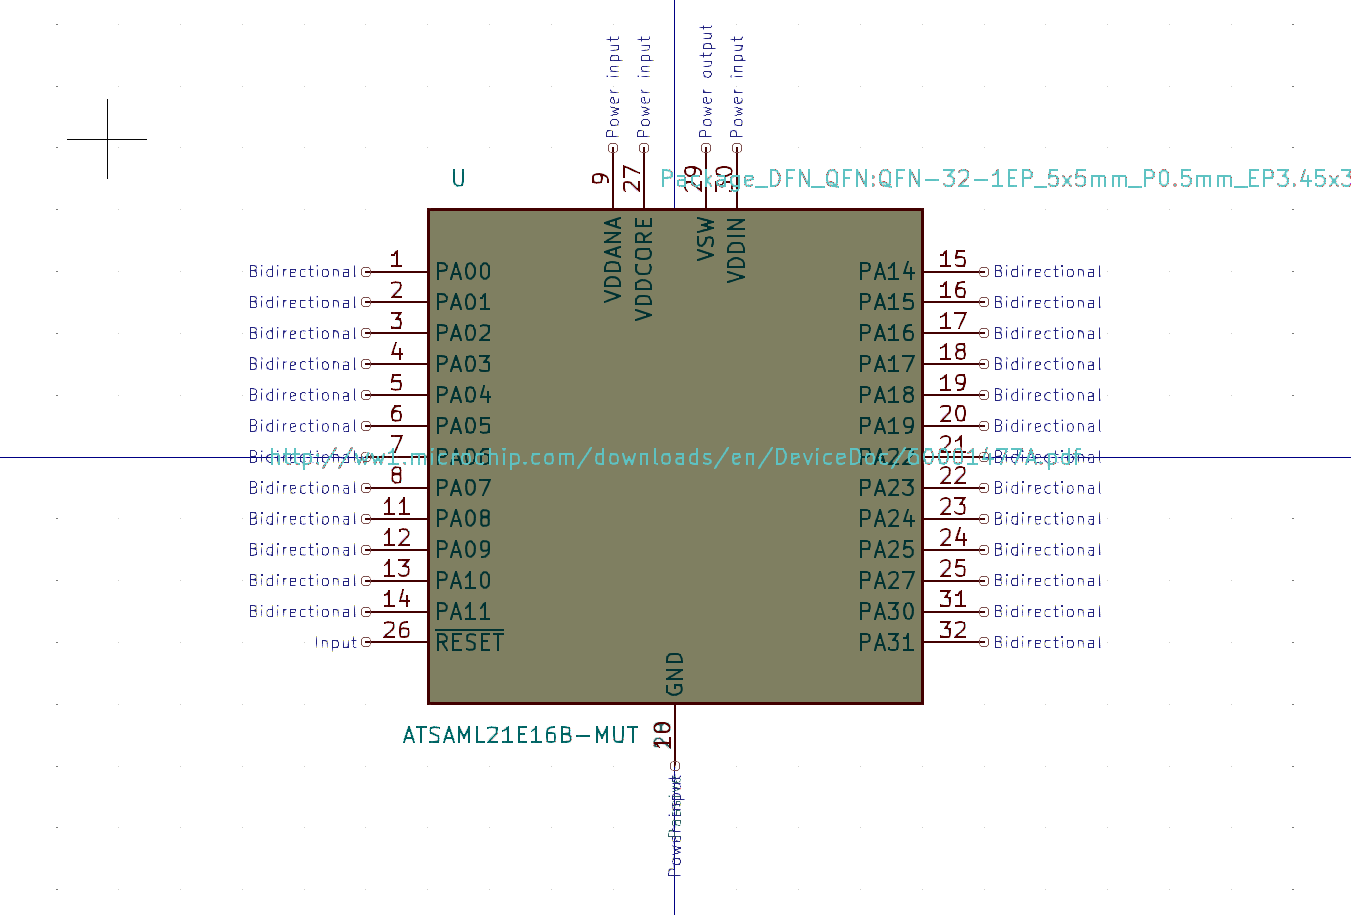 Power input
Power input
Power output
Power input
9
27
29
30
U
Package_DFN_QFN:QFN-32-1EP_5x5mm_P0.5mm_EP3.45x3
VDDANA
VDDCORE
VSW
VDDIN
Bidirectional 1 PA00 PA14 15 Bidirectional
Bidirectional 2 PA01 PA15 16 Bidirectional
Bidirectional 3 PA02 PA16 17 Bidirectional
Bidirectional 4 PA03 PA17 18 Bidirectional
Bidirectional 5 PA04 PA18 19 Bidirectional
Bidirectional 6 PA05 PA19 20 Bidirectional
Bidirectional 7 PA06 PA22 21 Bidirectional
http://ww1.microchip.com/downloads/en/DeviceDoc/60001477A.pdf
Bidirectional 8 PA07 PA23 22 Bidirectional
Bidirectional 11 PA08 PA24 23 Bidirectional
Bidirectional 12 PA09 PA25 24 Bidirectional
Bidirectional 13 PA10 PA27 25 Bidirectional
Bidirectional 14 PA11 PA30 31 Bidirectional
Input 26 RESET PA31 32 Bidirectional
GND
ATSAML21E16B-MUT
10
Power input